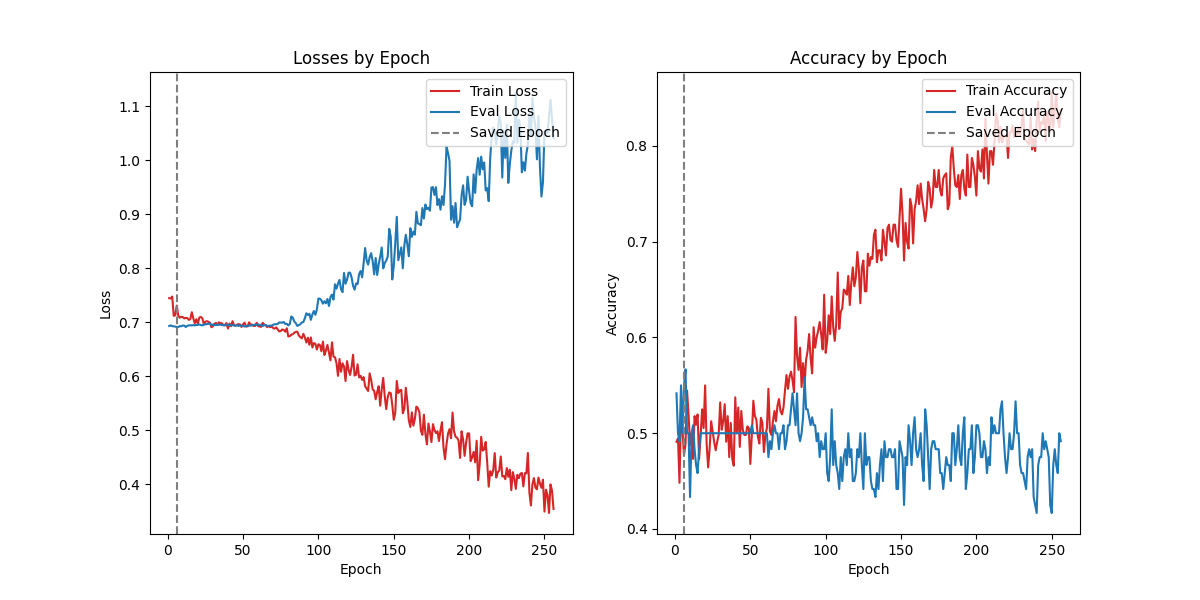 Losses by Epoch
Train Loss
Eval Loss
Saved Epoch
1.1
1.0
0.9
0.8
0.7
0.6
0.5
0.4
Loss
0
50
100
150
200
250
Epoch
Accuracy by Epoch
Train Accuracy
Eval Accuracy
Saved Epoch
0.8
0.7
0.6
0.5
0.4
Accuracy
0
50
100
150
200
250
Epoch